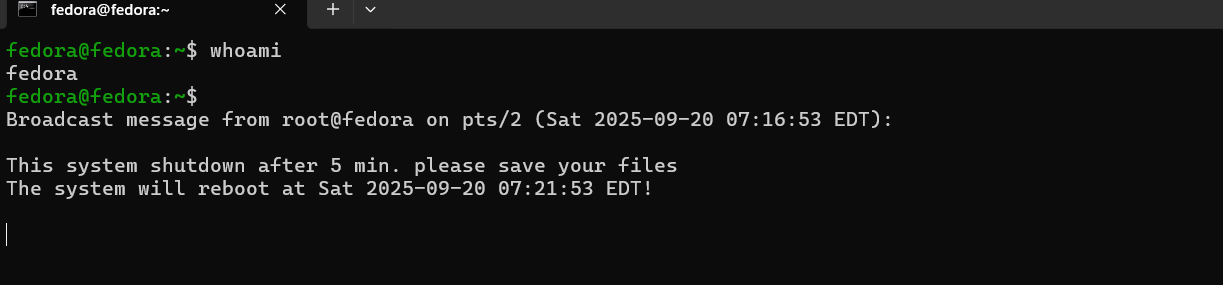 fedora@fedora:~
fedora@fedora:~$ whoami
fedora
fedora@fedora:~$
Broadcast message from root@fedora on pts/2 (Sat 2025-09-20 07:16:53 EDT):
This system shutdown after 5 min. please save your files
The system will reboot at Sat 2025-09-20 07:21:53 EDT!